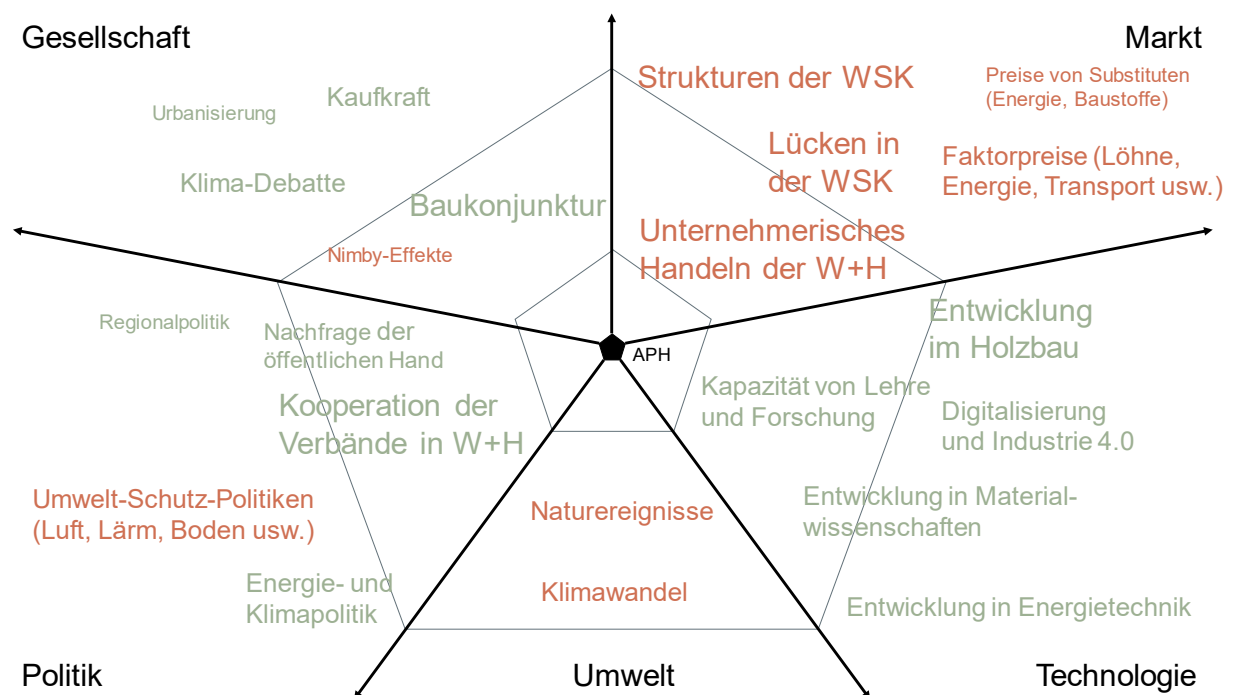 Gesellschaft
Markt
Strukturen der WSK
Preise von Substituten
(Energie, Baustoffe)
Kaufkraft
Urbanisierung
Lücken in
der WSK
Faktorpreise (Löhne,
Energie, Transport usw.)
Klima-Debatte
Baukonjunktur
Unternehmerisches
Handeln der W+H
Nimby-Effekte
Regionalpolitik
Nachfrage der
öffentlichen Hand
Entwicklung
im Holzbau
APH
Kooperation der
Verbände in W+H
Kapazität von Lehre
und Forschung
Digitalisierung
und Industrie 4.0
Umwelt-Schutz-Politiken
(Luft, Lärm, Boden usw.)
Naturereignisse
Entwicklung in Material-
wissenschaften
Energie- und
Klimapolitik
Klimawandel
Entwicklung in Energietechnik
Politik
Umwelt
Technologie